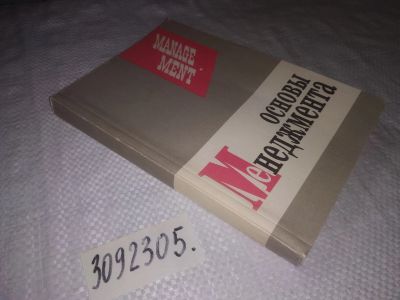 MANAGE
MENT
основы
Менеджмента
3092305.